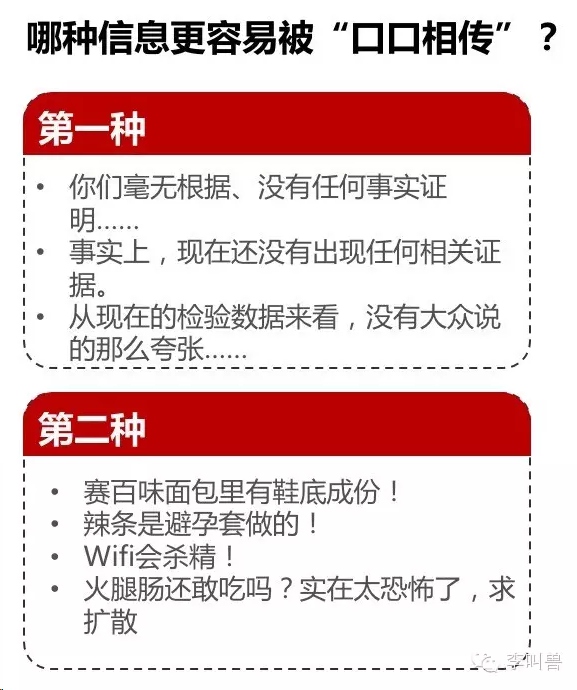 哪种信息更容易被“口口相传”？
第一种
• 你们毫无根据、没有任何事实证
明……
• 事实上，现在还没有出现任何相关证
据。
• 从现在的检验数据来看，没有大众说
的那么夸张……
第二种
• 赛百味面包里有鞋底成份！
• 辣条是避孕套做的！
• Wifi会杀精！
• 火腿肠还敢吃吗？实在太恐怖了，求
扩散
李叫兽